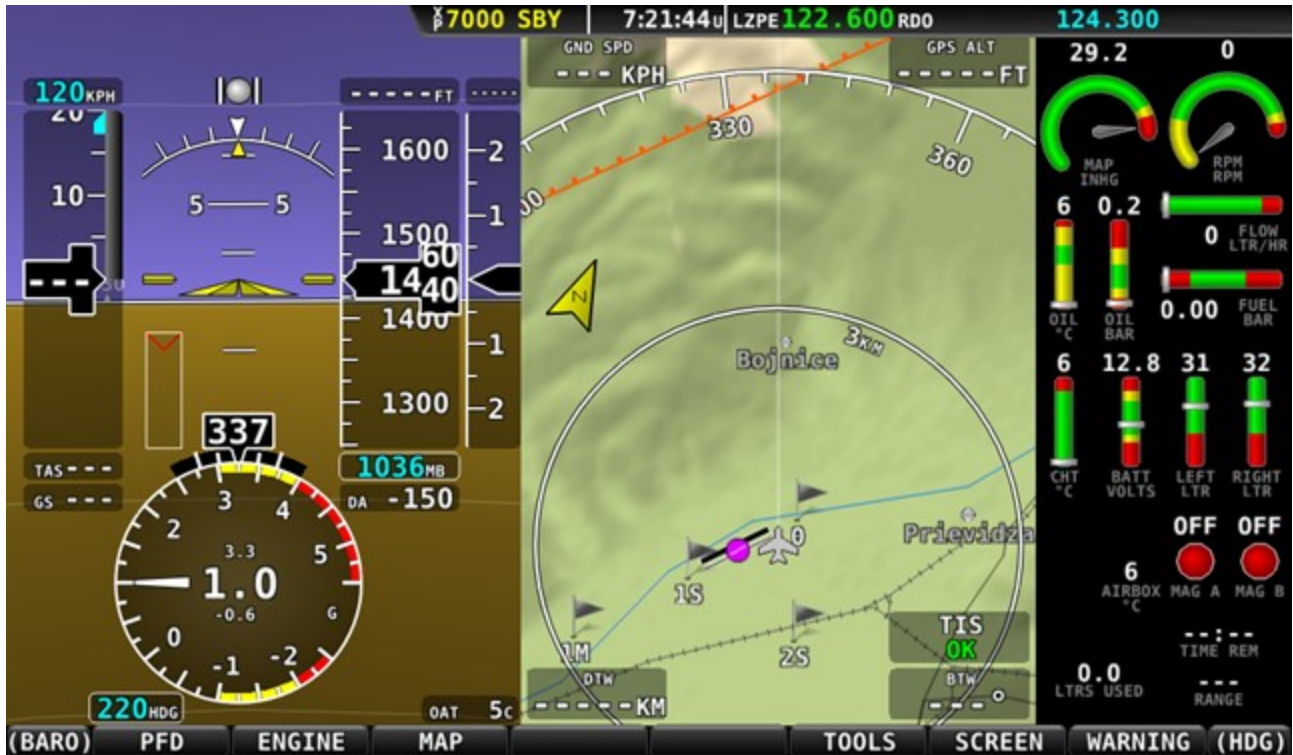 XP 7000 SBY 7:21:44U LZPE 122.600 RDO 124.300
120KPH
20
10
---
TAS ---
GS ---
5 5
-----FT -----
1600
1500
60
14
40
1400
1300
2
1
1
2
1036MB
DA -150
337
2
3
4
5
3.3
1.0
-0.6
G
0
-1
-2
220HDG
OAT 5C
GND SPD
---KPH
GPS ALT
-----FT
330
360
00
N
3KM
Bojnice
Prievidza
0
1S
1M
2S
TIS
OK
DTW
-----KM
BTW
---°
29.2 0
MAP
INHG
RPM
RPM
6 0.2
OIL
°C
OIL
BAR
0 FLOW
LTR/HR
0.00 FUEL
BAR
6 12.8 31 32
CHT
°C
BATT
VOLTS
LEFT
LTR
RIGHT
LTR
OFF OFF
6
AIRBOX
°C
MAG A MAG B
--:--
TIME REM
0.0
LTRS USED
---
RANGE
(BARO) PFD ENGINE MAP TOOLS SCREEN WARNING (HDG)